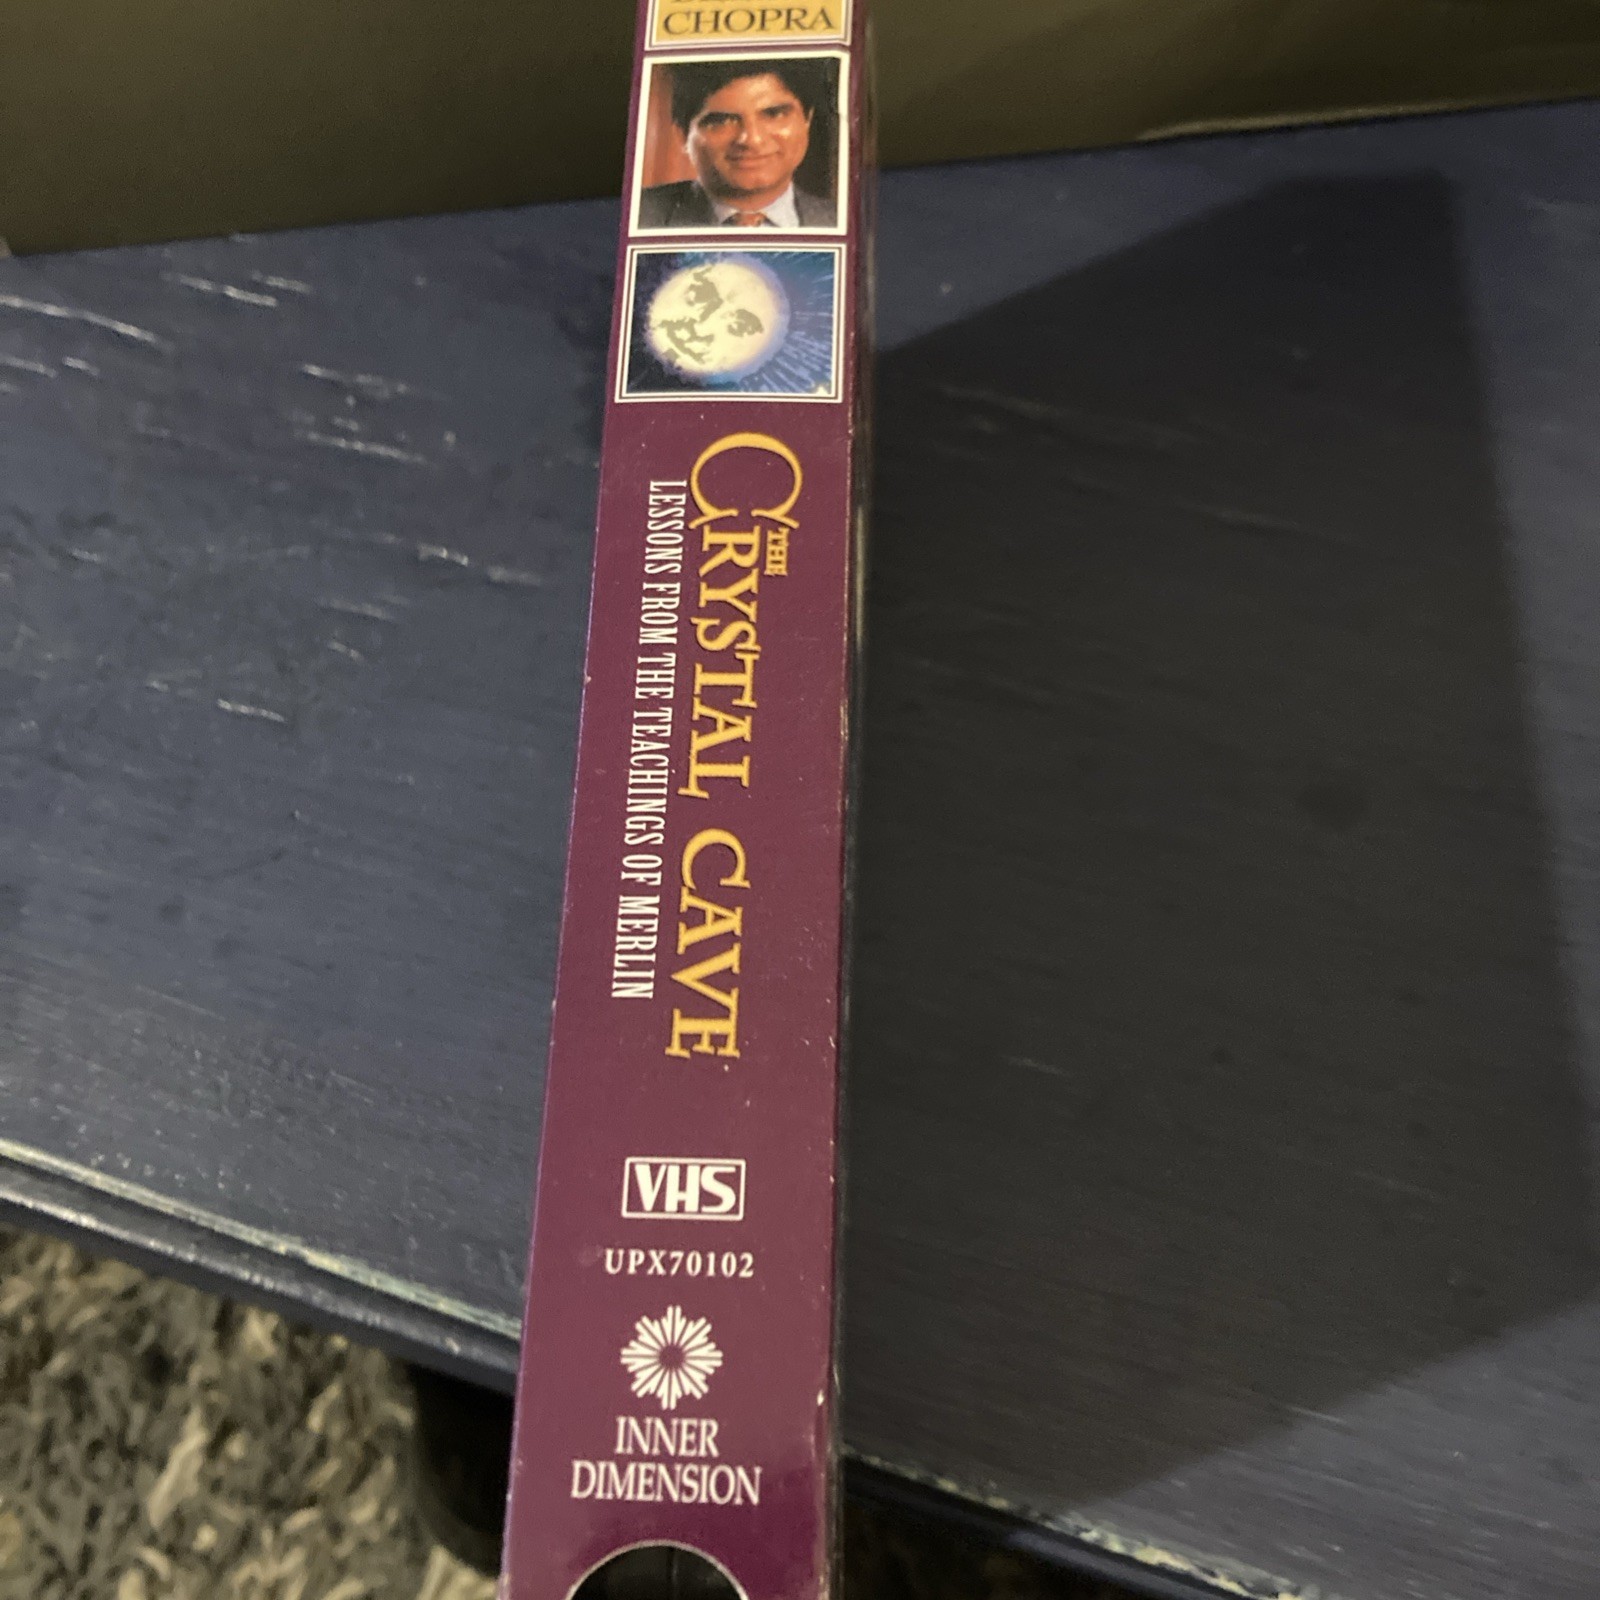 CHOPRA
THE
CRYSTAL CAVE
LESSONS FROM THE TEACHINGS OF MERLIN
VHS
UPX70102
INNER
DIMENSION